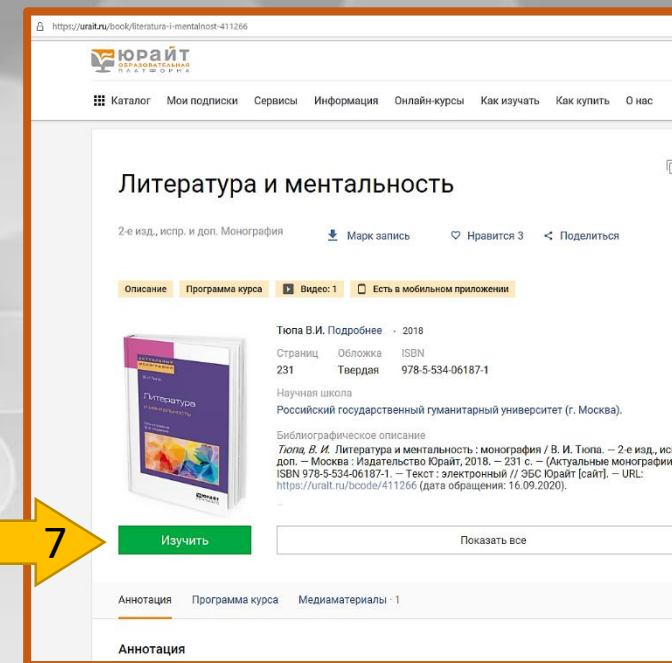 https://urait.ru/book/literatura-i-mentalnost-411266
юрайт
ОБРАЗОВАТЕЛЬНАЯ
ПЛАТФОРМА
Каталог Мои подписки Сервисы Информация Онлайн-курсы Как изучать Как купить О нас
Литература и ментальность
2-е изд., испр. и доп. Монография Марк запись Нравится 3 Поделиться
Описание Программа курса Видео: 1 Есть в мобильном приложении
Тюпа В.И. Подробнее · 2018
Страниц Обложка ISBN
231 Твердая 978-5-534-06187-1
Научная школа
Российский государственный гуманитарный университет (г. Москва).
Библиографическое описание
Тюпа, В. И. Литература и ментальность : монография / В. И. Тюпа. — 2-е изд., исп
доп. — Москва : Издательство Юрайт, 2018. — 231 с. — (Актуальные монографии
ISBN 978-5-534-06187-1. — Текст : электронный // ЭБС Юрайт [сайт]. — URL:
https://urait.ru/bcode/411266 (дата обращения: 16.09.2020).
АКТУАЛЬНЫЕ
МОНОГРАФИИ
Литература
и ментальность
юрайт
7
Изучить Показать все
Аннотация Программа курса Медиаматериалы · 1
Аннотация